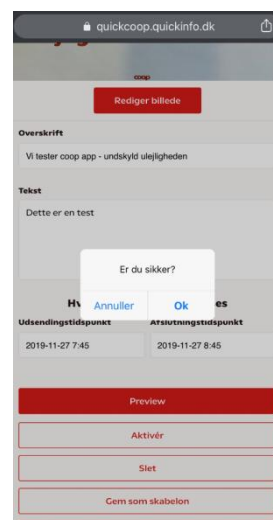 quickcoop.quickinfo.dk
coop
Rediger billede
Overskrift
Vi tester coop app - undskyld ulejligheden
Tekst
Dette er en test
Er du sikker?
Annuller Ok
Hv es
Udsendingstidspunkt Afslutningstidspunkt
2019-11-27 7:45 2019-11-27 8:45
Preview
Aktivér
Slet
Gem som skabelon